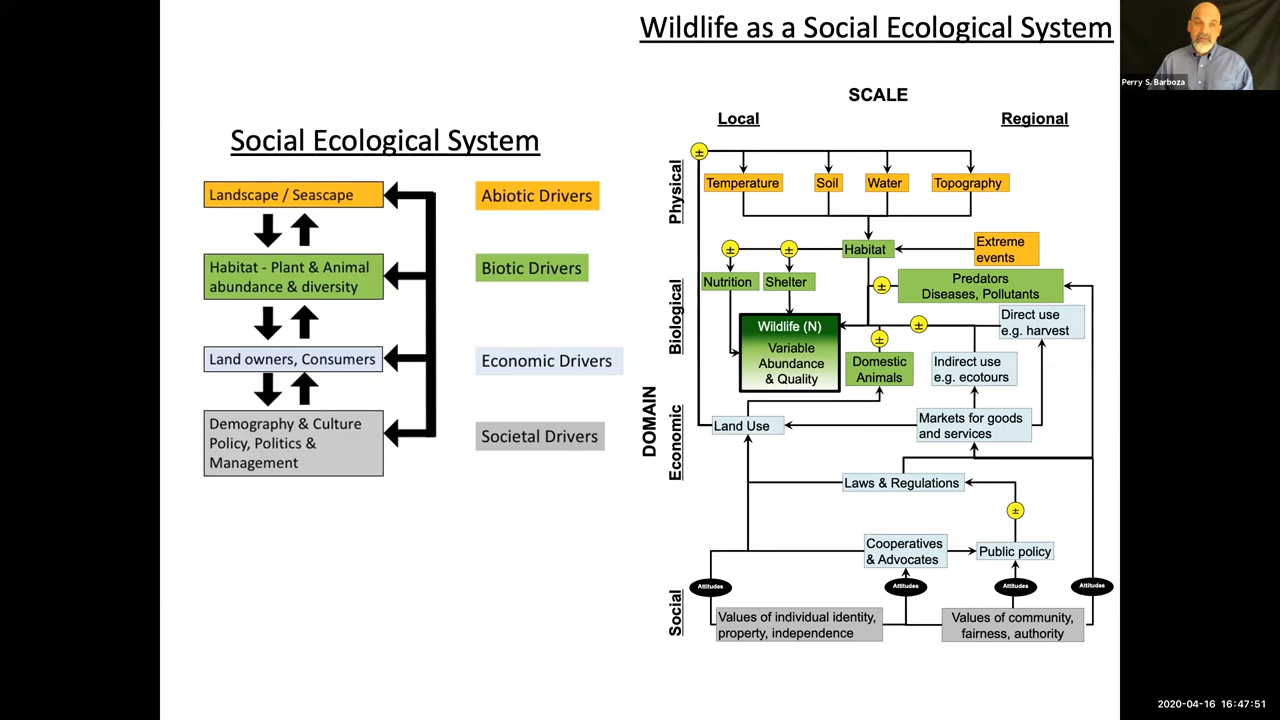 Wildlife as a Social Ecological System
Perry S. Barboza
Social Ecological System
Landscape / Seascape
Habitat - Plant & Animal
abundance & diversity
Land owners, Consumers
Demography & Culture
Policy, Politics &
Management
Abiotic Drivers
Biotic Drivers
Economic Drivers
Societal Drivers
SCALE
Local
Regional
DOMAIN
Physical
Biological
Economic
Social
±
Temperature
Soil
Water
Topography
±
±
Habitat
Extreme
events
Nutrition
Shelter
±
Predators
Diseases, Pollutants
Wildlife (N)
Variable
Abundance
& Quality
±
±
Direct use
e.g. harvest
Domestic
Animals
Indirect use
e.g. ecotours
Land Use
Markets for goods
and services
Laws & Regulations
±
Cooperatives
& Advocates
Public policy
Attitudes
Attitudes
Attitudes
Attitudes
Values of individual identity,
property, independence
Values of community,
fairness, authority
2020-04-16 16:47:51